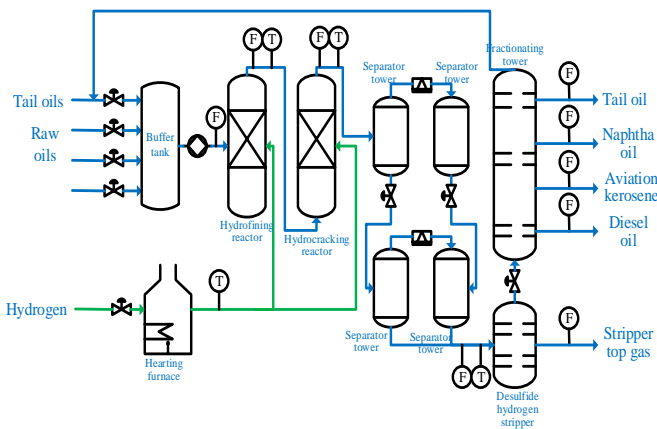 F
T
F
T
Separator
tower
Separator
tower
Fractionating
tower
F
Tail oils
Tail oil
Raw
oils
Buffer
tank
F
F
Naphtha
oil
F
Aviation
kerosene
F
Diesel
oil
Hydrofining
reactor
Hydrocracking
reactor
Hydrogen
T
Hearting
furnace
Separator
tower
Separator
tower
F
T
F
Stripper
top gas
Desulfide
hydrogen
stripper